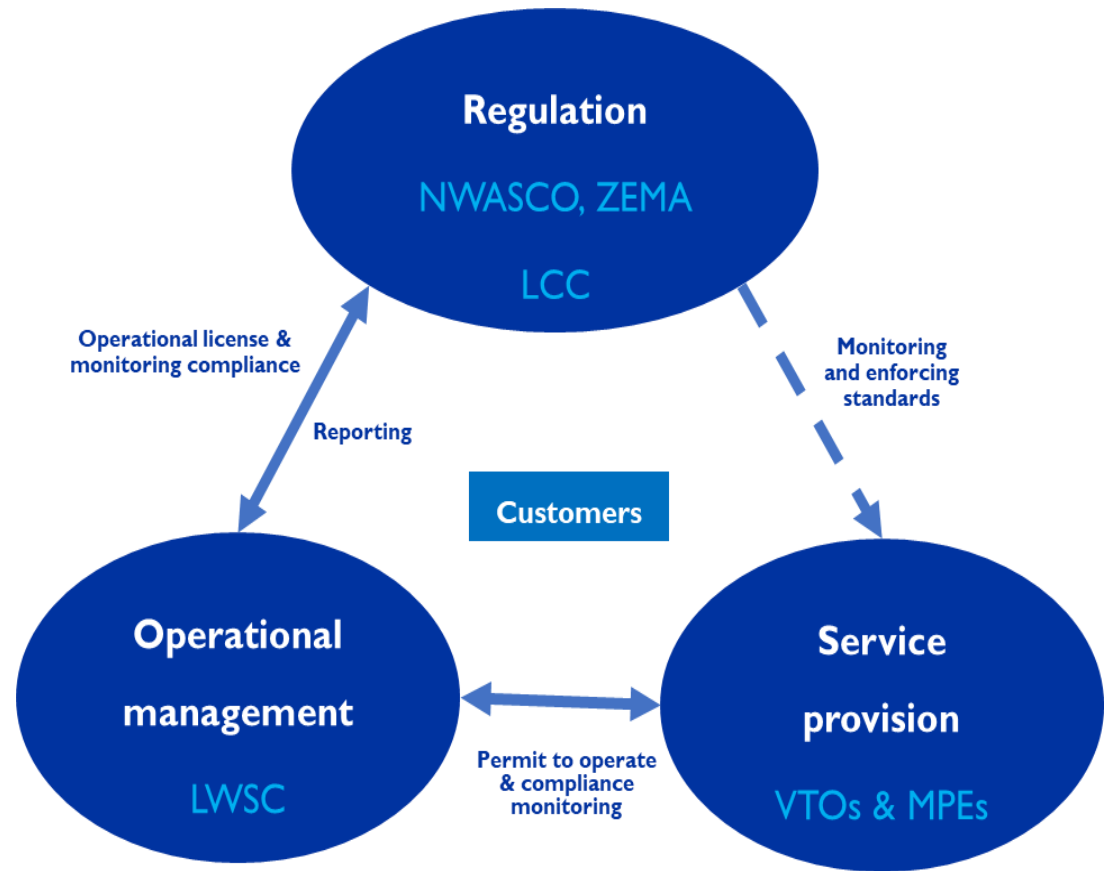 Regulation
NWASCO, ZEMA
LCC
Operational license &
monitoring compliance
Reporting
Monitoring
and enforcing
standards
Customers
Operational
management
LWSC
Permit to operate
& compliance
monitoring
Service
provision
VTOs & MPEs